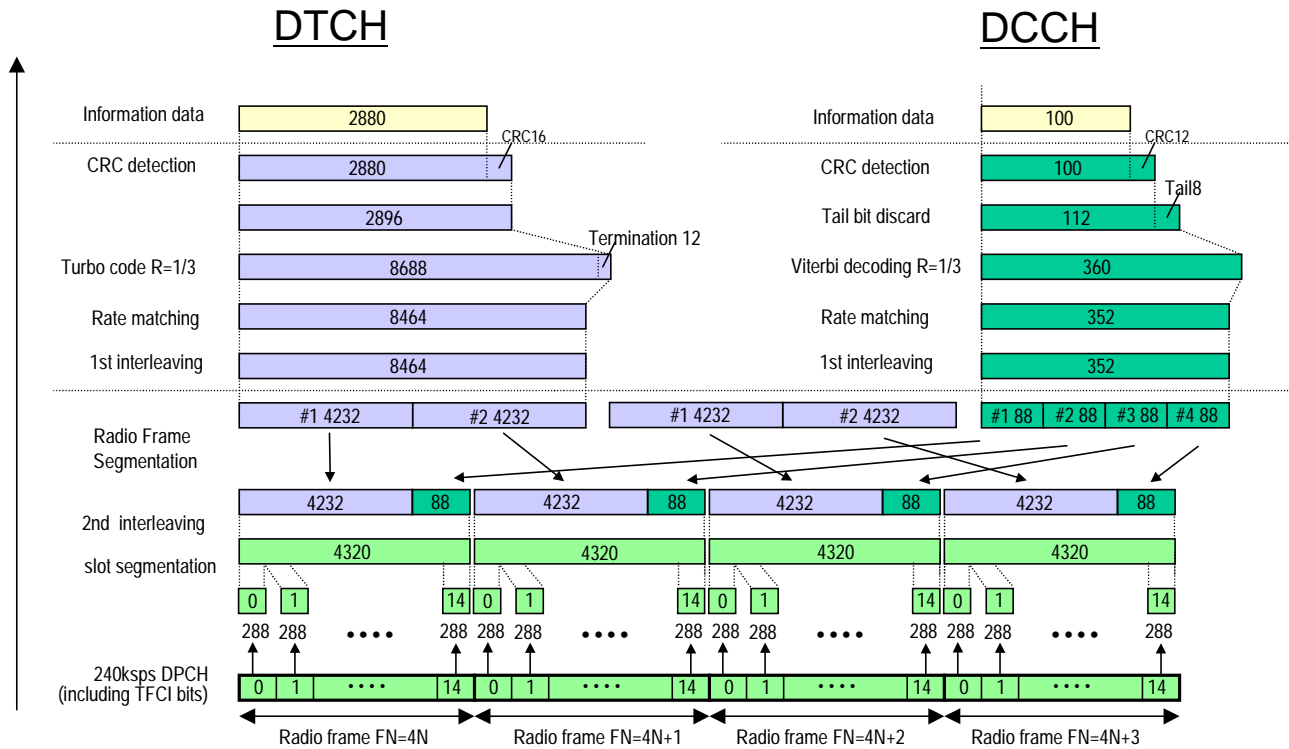 DTCH
DCCH
Information data
2880
Information data
100
CRC16
CRC12
CRC detection
2880
CRC detection
100
Tail8
2896
Tail bit discard
112
Termination 12
Turbo code R=1/3
8688
Viterbi decoding R=1/3
360
Rate matching
8464
Rate matching
352
1st interleaving
8464
1st interleaving
352
#1 4232 #2 4232 #1 4232 #2 4232 #1 88 #2 88 #3 88 #4 88
Radio Frame
Segmentation
4232 88 4232 88 4232 88 4232 88
2nd interleaving
4320 4320 4320 4320
slot segmentation
0 1 14 0 1 14 0 1 14 0 1 14
288 288 •••• 288 288 288 •••• 288 288 288 •••• 288 288 288 •••• 288
240ksps DPCH
(including TFCI bits)
0 1 •••• 14 0 1 •••• 14 0 1 •••• 14 0 1 •••• 14
Radio frame FN=4N Radio frame FN=4N+1 Radio frame FN=4N+2 Radio frame FN=4N+3